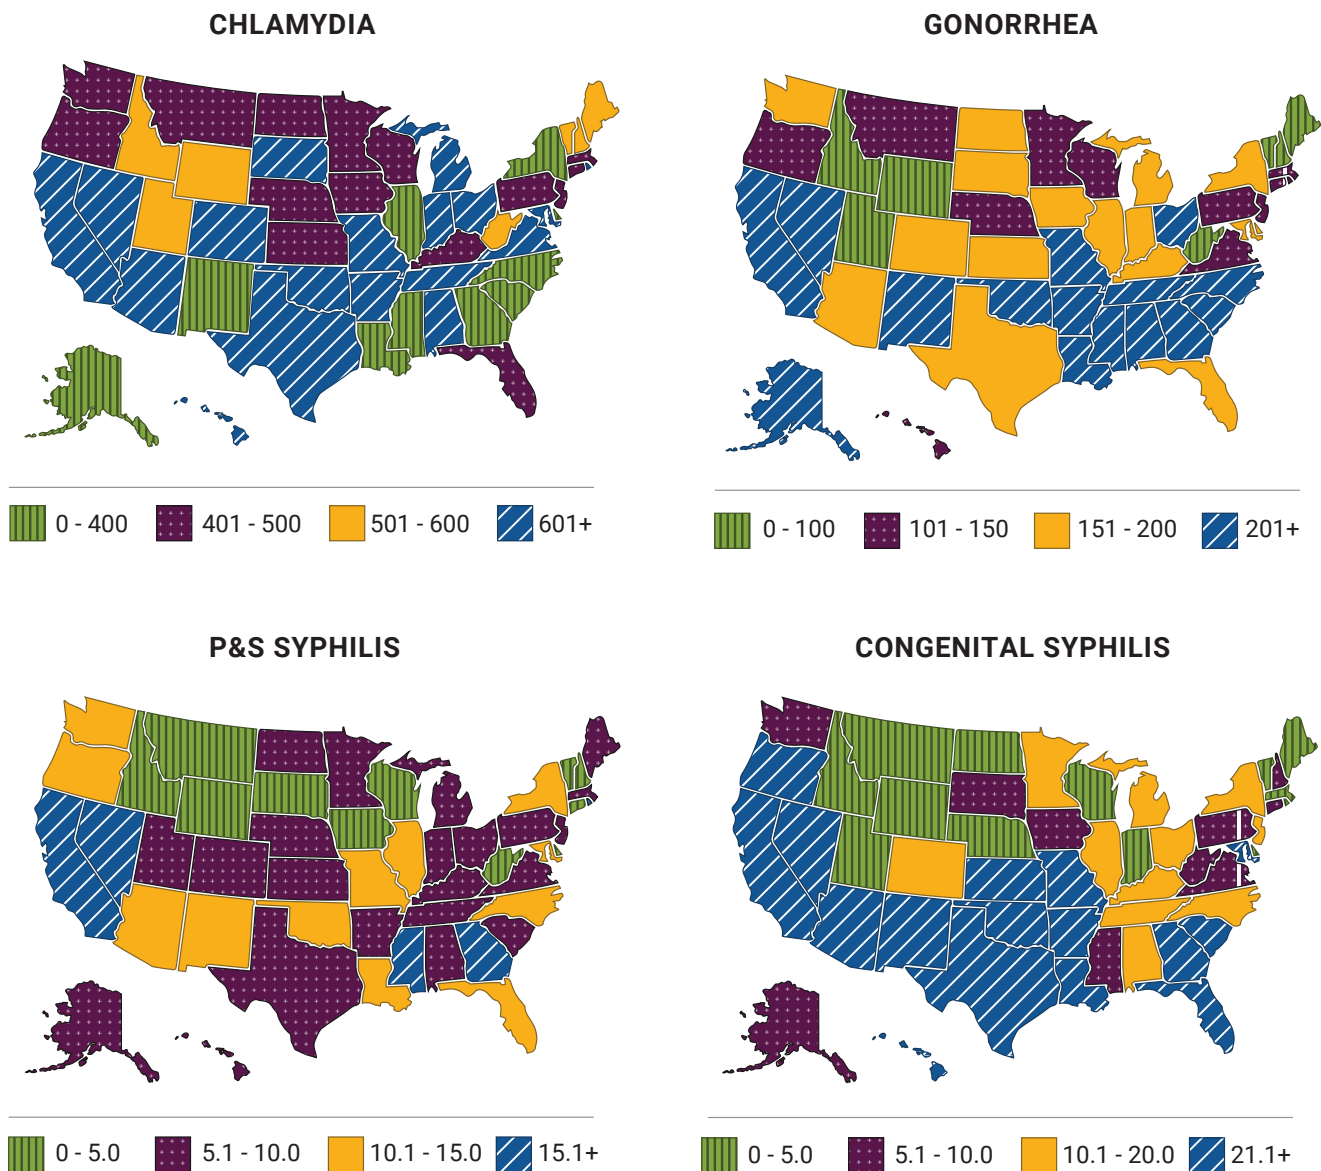 CHLAMYDIA
GONORRHEA
0 - 400
401 - 500
501 - 600
601+
0 - 100
101 - 150
151 - 200
201+
P&S SYPHILIS
CONGENITAL SYPHILIS
0 - 5.0
5.1 - 10.0
10.1 - 15.0
15.1+
0 - 5.0
5.1 - 10.0
10.1 - 20.0
21.1+